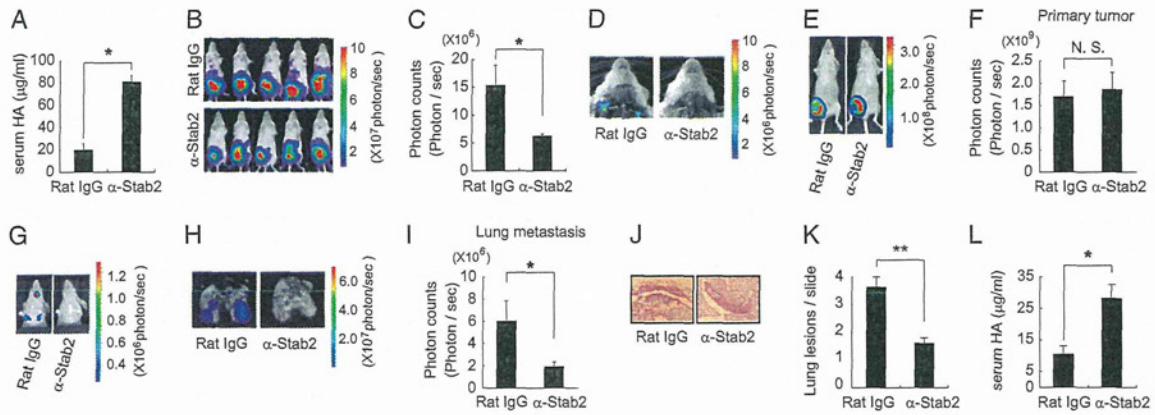 A
serum HA (μg/ml)
100
80
60
40
20
0
*
Rat IgG α-Stab2
B
Rat IgG
α-Stab2
10
8
6
4
2
(X10⁷ photon/sec)
C
(X10⁶)
Photon counts
(Photon / sec)
20
15
10
5
0
*
Rat IgG α-Stab2
D
Rat IgG α-Stab2
10
8
6
4
2
(X10⁶ photon/sec)
E
Rat IgG
α-Stab2
3.0
2.0
1.0
(X10⁸ photon/sec)
F
Primary tumor
(X10⁹)
Photon counts
(Photon / sec)
2.5
2.0
1.5
1.0
0.5
0
N. S.
Rat IgG α-Stab2
G
Rat IgG
α-Stab2
1.2
1.0
0.8
0.6
0.4
(X10⁶ photon/sec)
H
Rat IgG α-Stab2
6.0
4.0
2.0
(X10⁷ photon/sec)
I
Lung metastasis
(X10⁶)
Photon counts
(Photon / sec)
10
8
6
4
2
0
*
Rat IgG α-Stab2
J
Rat IgG α-Stab2
K
Lung lesions / slide
4
3
2
1
0
**
Rat IgG α-Stab2
L
serum HA (μg/ml)
35
25
15
5
0
*
Rat IgG α-Stab2